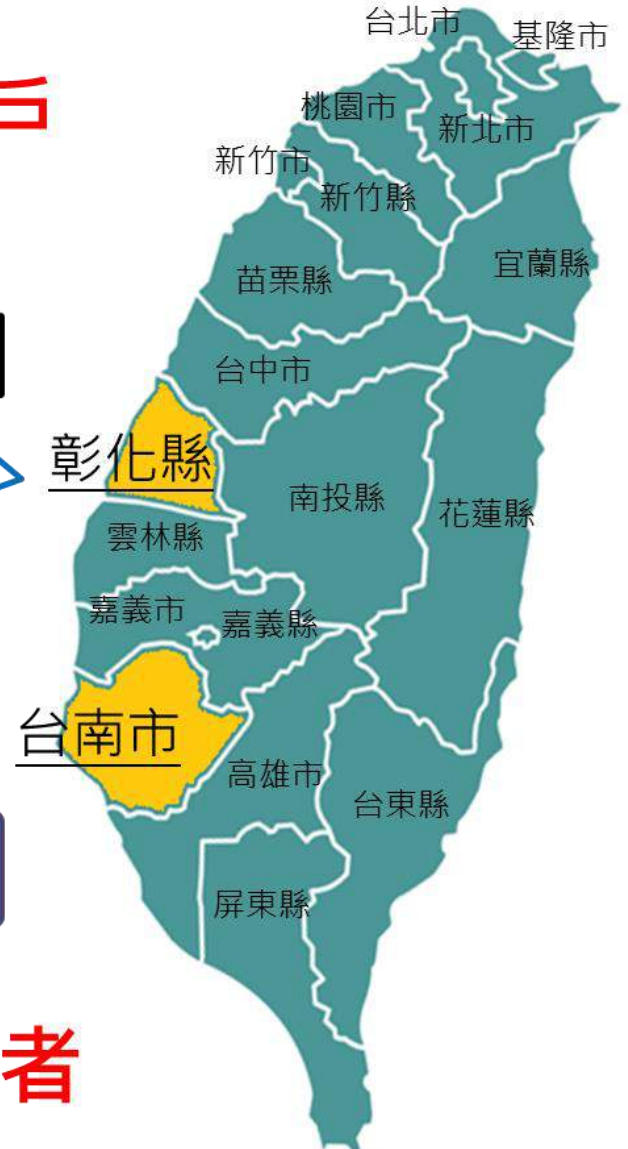 台北市
基隆市
戶
桃園市
新北市
新竹市
新竹縣
宜蘭縣
苗栗縣
台中市
彰化縣
南投縣
花蓮縣
雲林縣
嘉義市
嘉義縣
台南市
高雄市
台東縣
屏東縣
者